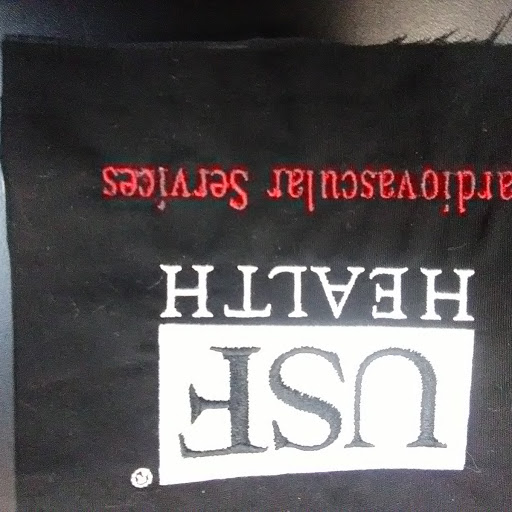 USF
HEALTH
ardiovascular Services